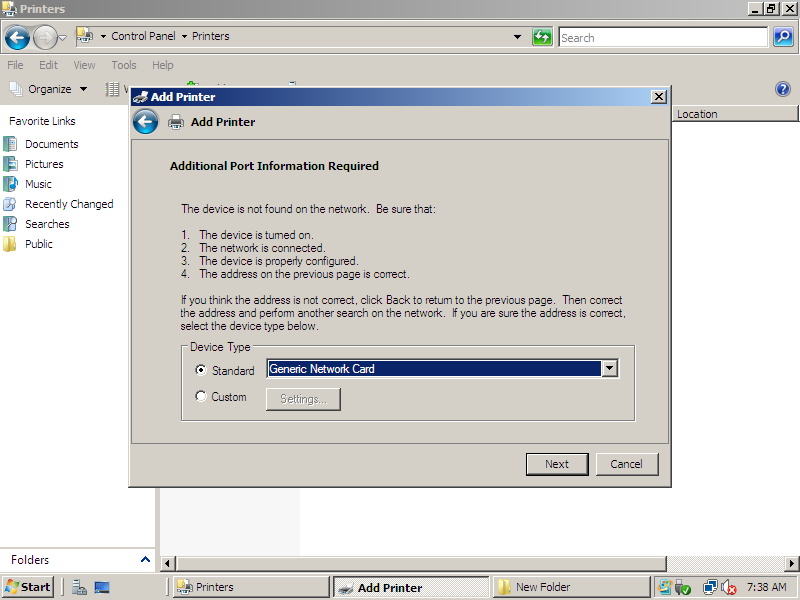 Printers
Control Panel Printers
Search
File Edit View Tools Help
Organize
Add Printer
Add Printer
Location
Favorite Links
Documents
Pictures
Music
Recently Changed
Searches
Public
Additional Port Information Required
The device is not found on the network. Be sure that:
1. The device is turned on.
2. The network is connected.
3. The device is properly configured.
4. The address on the previous page is correct.
If you think the address is not correct, click Back to return to the previous page. Then correct
the address and perform another search on the network. If you are sure the address is correct,
select the device type below.
Device Type
Standard Generic Network Card
Custom Settings...
Next Cancel
Folders
Start Printers Add Printer New Folder 7:38 AM